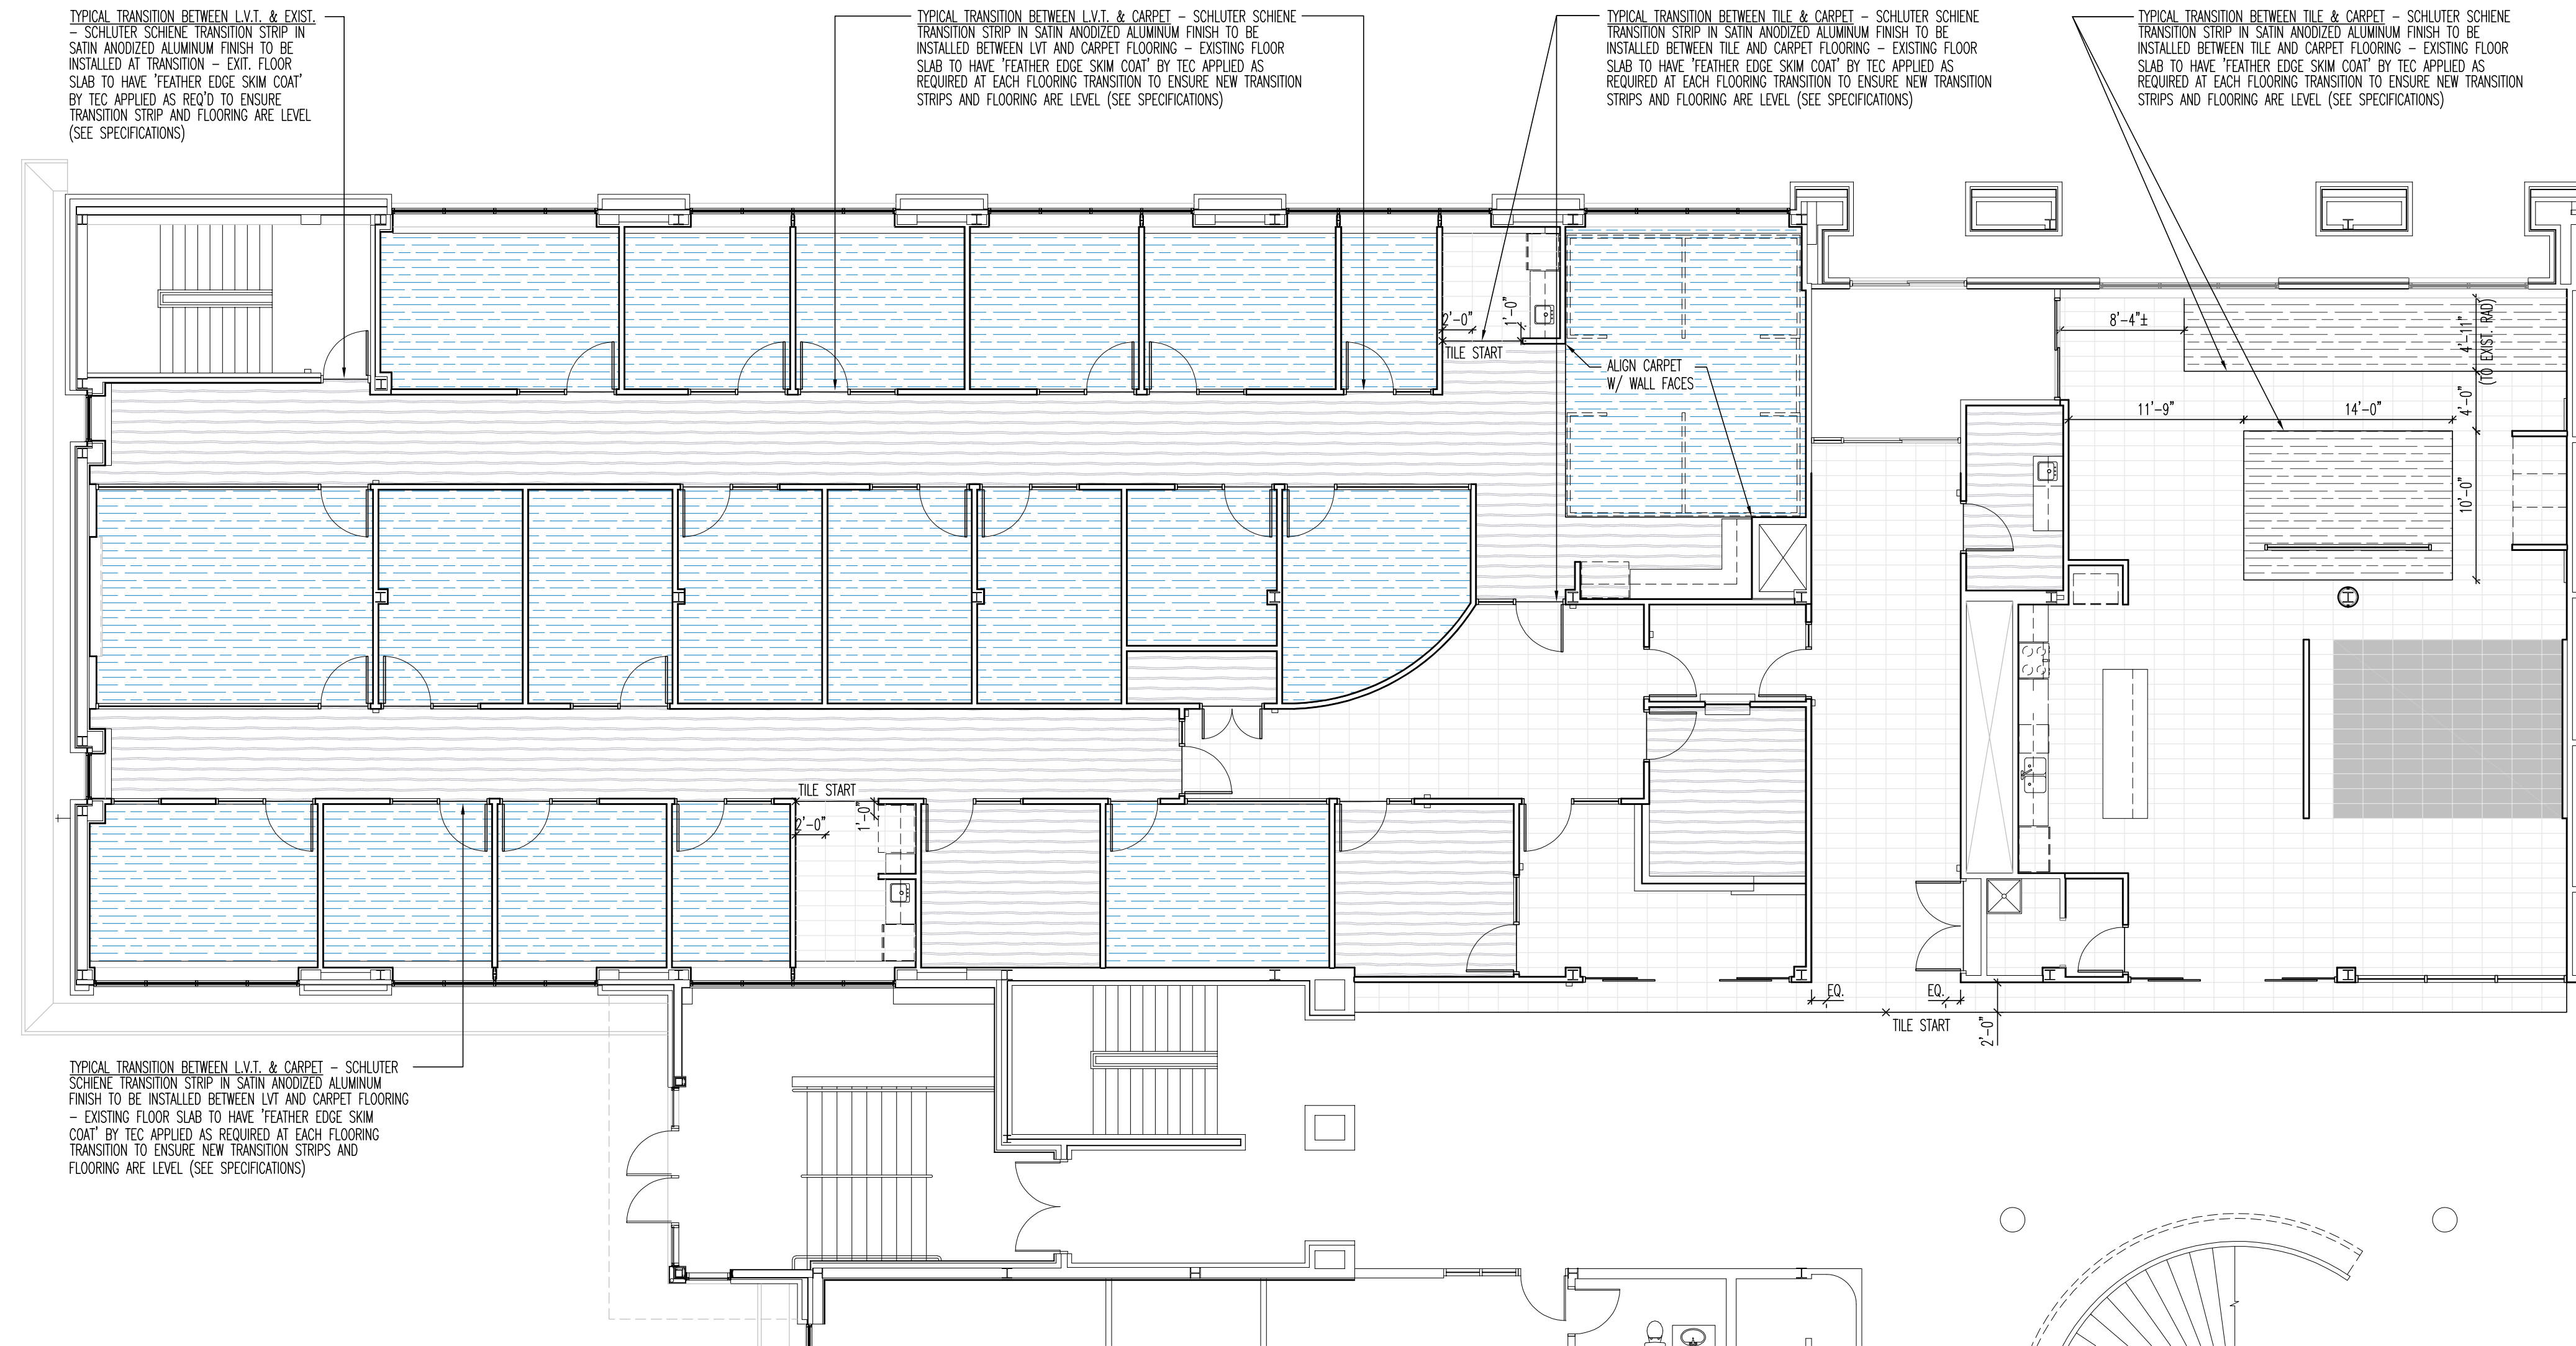 TYPICAL TRANSITION BETWEEN L.V.T. & EXIST.
– SCHLUTER SCHIENE TRANSITION STRIP IN
SATIN ANODIZED ALUMINUM FINISH TO BE
INSTALLED AT TRANSITION – EXIT. FLOOR
SLAB TO HAVE 'FEATHER EDGE SKIM COAT'
BY TEC APPLIED AS REQ'D TO ENSURE
TRANSITION STRIP AND FLOORING ARE LEVEL
(SEE SPECIFICATIONS)
TYPICAL TRANSITION BETWEEN L.V.T. & CARPET – SCHLUTER SCHIENE
TRANSITION STRIP IN SATIN ANODIZED ALUMINUM FINISH TO BE
INSTALLED BETWEEN LVT AND CARPET FLOORING – EXISTING FLOOR
SLAB TO HAVE 'FEATHER EDGE SKIM COAT' BY TEC APPLIED AS
REQUIRED AT EACH FLOORING TRANSITION TO ENSURE NEW TRANSITION
STRIPS AND FLOORING ARE LEVEL (SEE SPECIFICATIONS)
TYPICAL TRANSITION BETWEEN TILE & CARPET – SCHLUTER SCHIENE
TRANSITION STRIP IN SATIN ANODIZED ALUMINUM FINISH TO BE
INSTALLED BETWEEN TILE AND CARPET FLOORING – EXISTING FLOOR
SLAB TO HAVE 'FEATHER EDGE SKIM COAT' BY TEC APPLIED AS
REQUIRED AT EACH FLOORING TRANSITION TO ENSURE NEW TRANSITION
STRIPS AND FLOORING ARE LEVEL (SEE SPECIFICATIONS)
TYPICAL TRANSITION BETWEEN TILE & CARPET – SCHLUTER SCHIENE
TRANSITION STRIP IN SATIN ANODIZED ALUMINUM FINISH TO BE
INSTALLED BETWEEN TILE AND CARPET FLOORING – EXISTING FLOOR
SLAB TO HAVE 'FEATHER EDGE SKIM COAT' BY TEC APPLIED AS
REQUIRED AT EACH FLOORING TRANSITION TO ENSURE NEW TRANSITION
STRIPS AND FLOORING ARE LEVEL (SEE SPECIFICATIONS)
2'-0"
1'-0"
TILE START
ALIGN CARPET
W/ WALL FACES
8'-4"±
4'-11"
(TO EXIST. RAD)
11'-9"
14'-0"
4'-0"
10'-0"
TILE START
2'-0"
1'-0"
EQ.
EQ.
TILE START
2'-0"
TYPICAL TRANSITION BETWEEN L.V.T. & CARPET – SCHLUTER
SCHIENE TRANSITION STRIP IN SATIN ANODIZED ALUMINUM
FINISH TO BE INSTALLED BETWEEN LVT AND CARPET FLOORING
– EXISTING FLOOR SLAB TO HAVE 'FEATHER EDGE SKIM
COAT' BY TEC APPLIED AS REQUIRED AT EACH FLOORING
TRANSITION TO ENSURE NEW TRANSITION STRIPS AND
FLOORING ARE LEVEL (SEE SPECIFICATIONS)